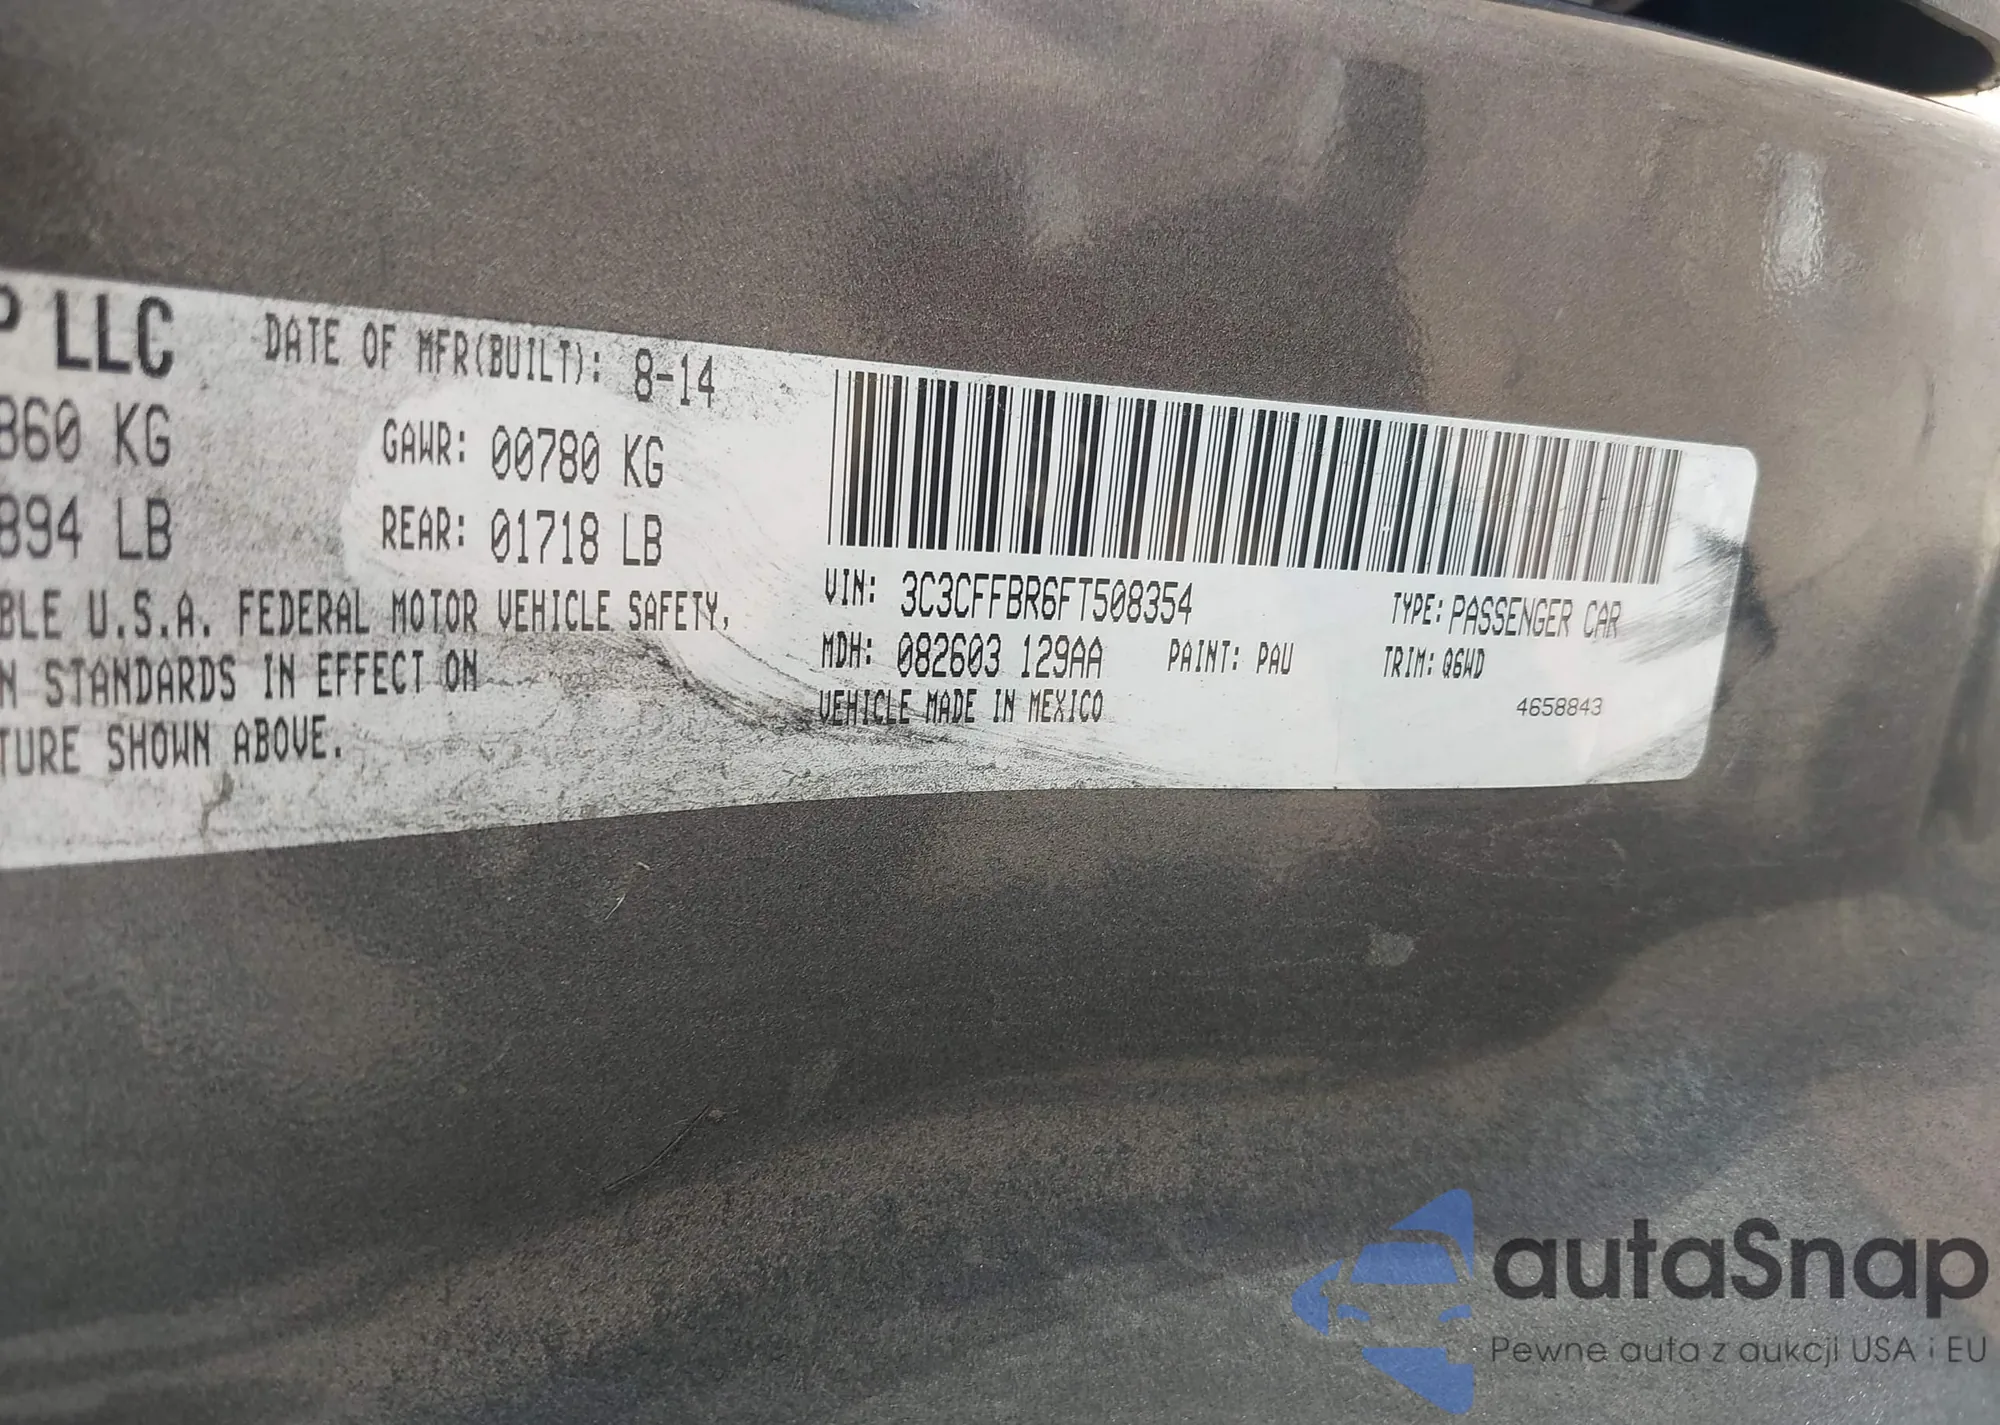 P LLC
DATE OF MFR(BUILT): 8-14
860 KG
GAWR: 00780 KG
894 LB
REAR: 01718 LB
BLE U.S.A. FEDERAL MOTOR VEHICLE SAFETY,
N STANDARDS IN EFFECT ON
TURE SHOWN ABOVE.
VIN: 3C3CFFBR6FT508354
TYPE: PASSENGER CAR
MDH: 082603 129AA
PAINT: PAU
TRIM: Q6WD
VEHICLE MADE IN MEXICO
4658843
autaSnap
Pewne auta z aukcji USA i EU